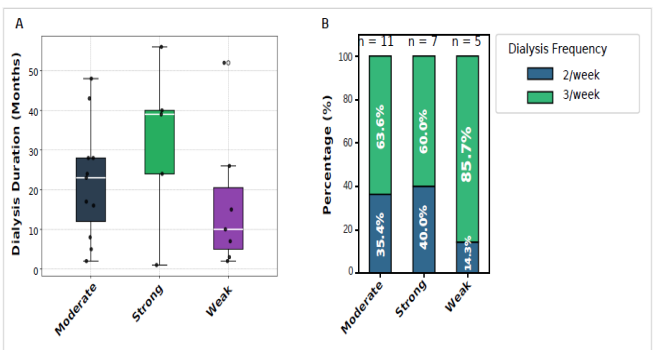 A
Dialysis Duration (Months)
50
40
30
20
10
0
Moderate
Strong
Weak
B
n = 11
n = 7
n = 5
Percentage (%)
100
80
60
40
20
0
63.6%
60.0%
85.7%
35.4%
40.0%
14.3%
Moderate
Strong
Weak
Dialysis Frequency
2/week
3/week